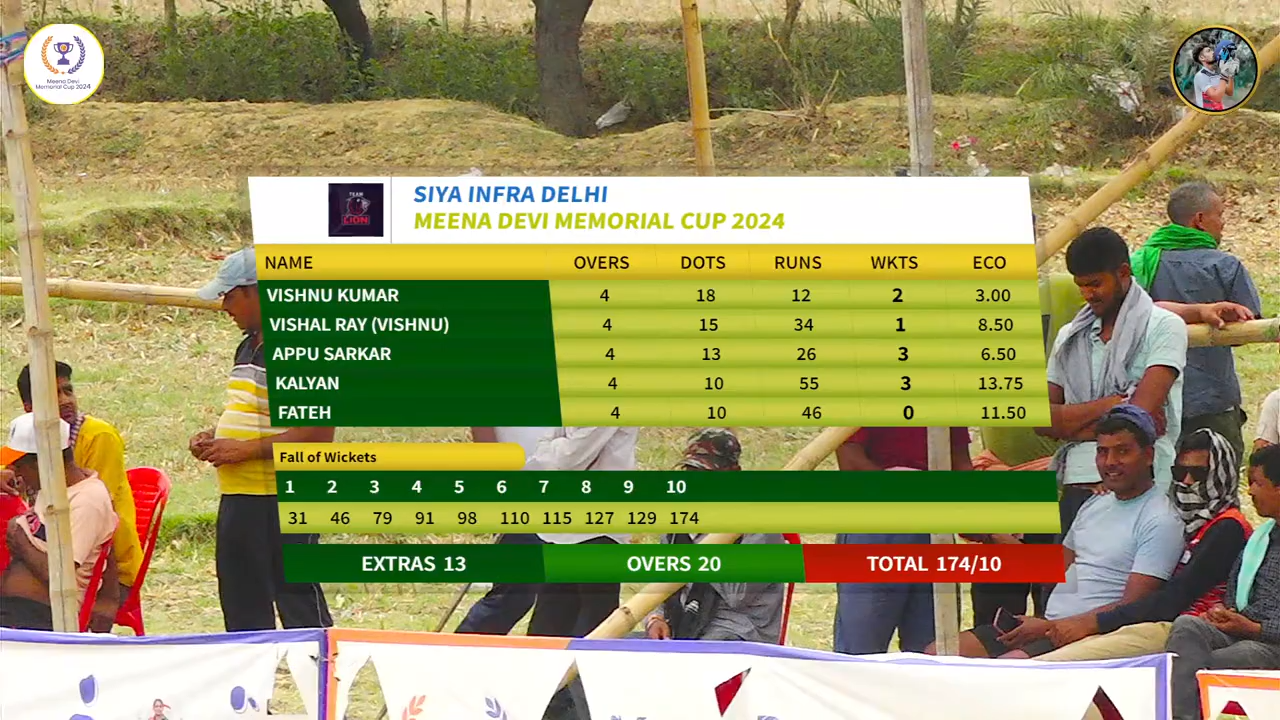 Meena Devi
Memorial Cup 2024
TEAM
LION
SIYA INFRA DELHI
MEENA DEVI MEMORIAL CUP 2024
NAME OVERS DOTS RUNS WKTS ECO
VISHNU KUMAR 4 18 12 2 3.00
VISHAL RAY (VISHNU) 4 15 34 1 8.50
APPU SARKAR 4 13 26 3 6.50
KALYAN 4 10 55 3 13.75
FATEH 4 10 46 0 11.50
Fall of Wickets
1 2 3 4 5 6 7 8 9 10
31 46 79 91 98 110 115 127 129 174
EXTRAS 13 OVERS 20 TOTAL 174/10